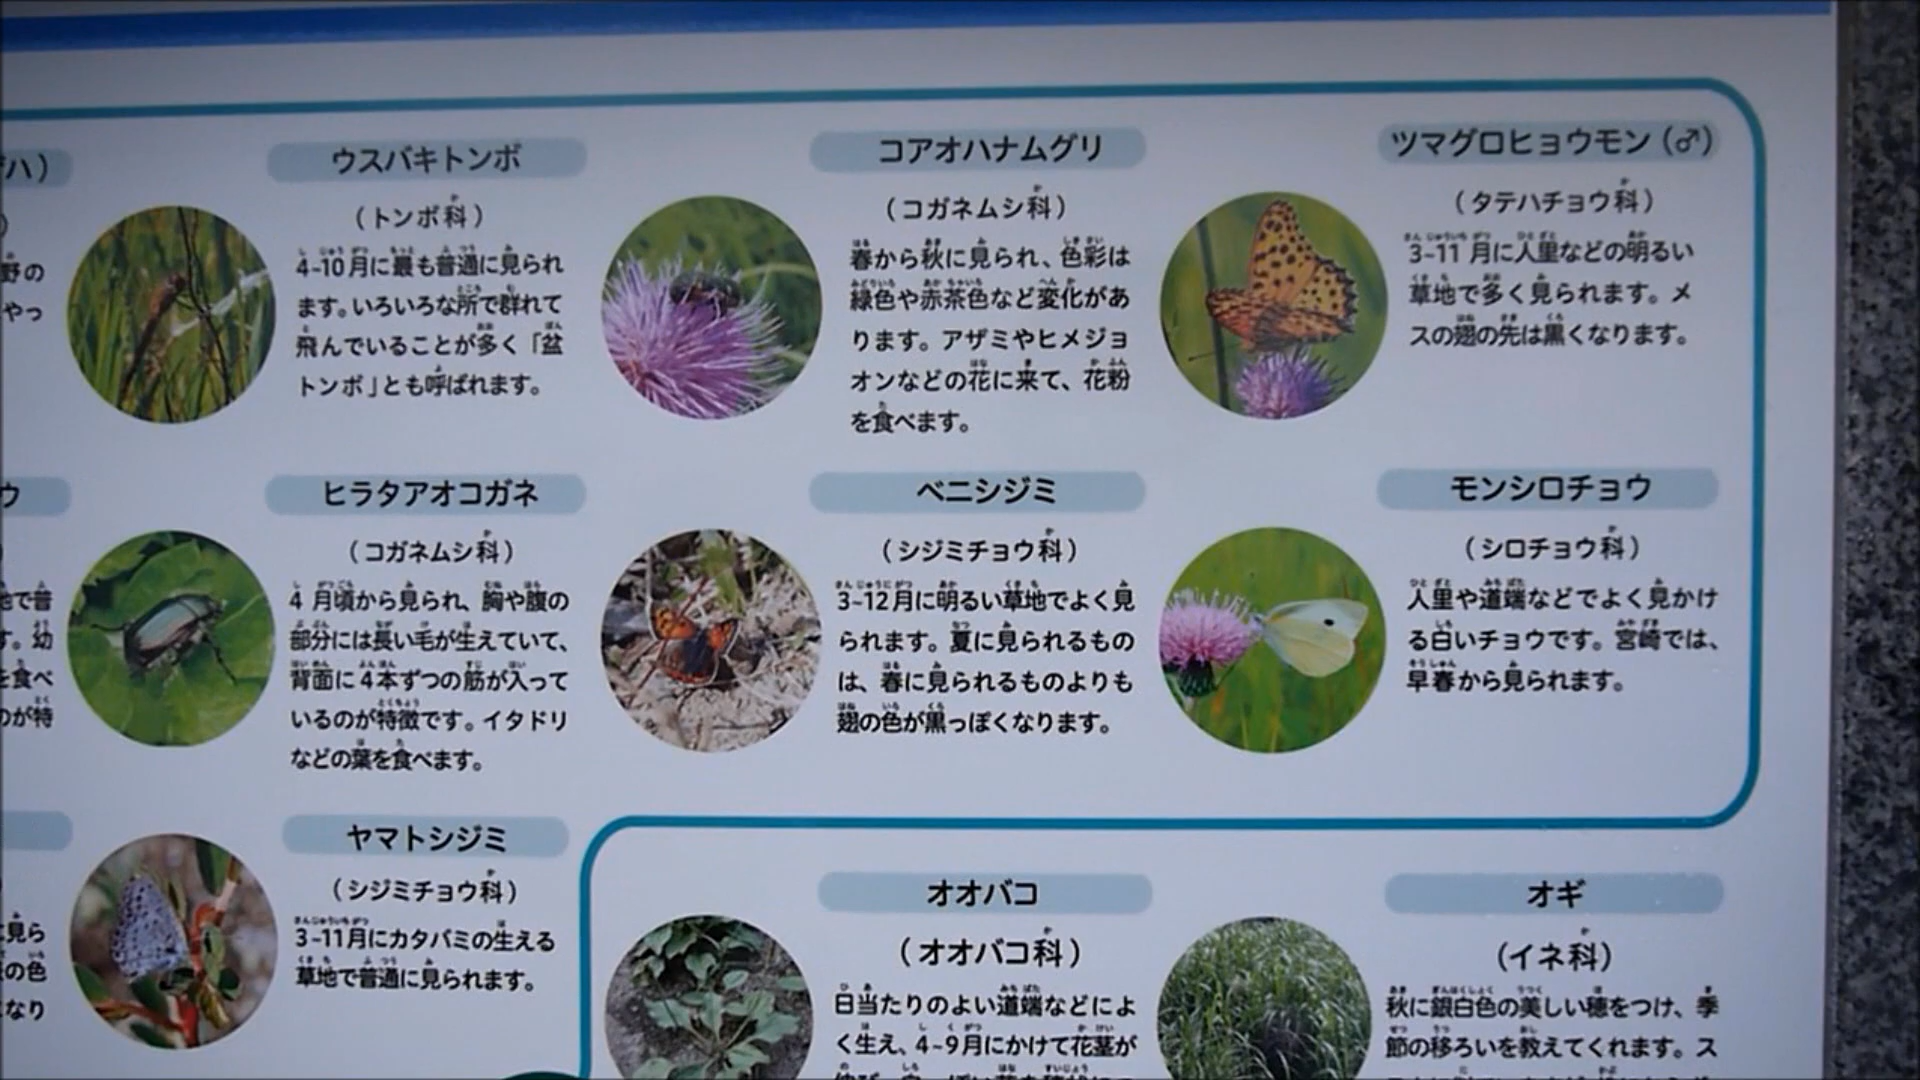 ハ）
野の
やっ
ウスバキトンボ
（トンボ科）
4-10月に最も普通に見られ
ます。いろいろな所で群れて
飛んでいることが多く「盆
トンボ」とも呼ばれます。
コアオハナムグリ
（コガネムシ科）
春から秋に見られ、色彩は
緑色や赤茶色など変化があ
ります。アザミやヒメジョ
オンなどの花に来て、花粉
を食べます。
ツマグロヒョウモン（♂）
（タテハチョウ科）
3-11月に人里などの明るい
草地で多く見られます。メ
スの翅の先は黒くなります。
ウ
地で普
す。幼
を食べ
のが特
ヒラタアオコガネ
（コガネムシ科）
4月頃から見られ、胸や腹の
部分には長い毛が生えていて、
背面に4本ずつの筋が入って
いるのが特徴です。イタドリ
などの葉を食べます。
ベニシジミ
（シジミチョウ科）
3-12月に明るい草地でよく見
られます。夏に見られるもの
は、春に見られるものよりも
翅の色が黒っぽくなります。
モンシロチョウ
（シロチョウ科）
人里や道端などでよく見かけ
る白いチョウです。宮崎では、
早春から見られます。
見ら
の色
なり
ヤマトシジミ
（シジミチョウ科）
3-11月にカタバミの生える
草地で普通に見られます。
オオバコ
（オオバコ科）
日当たりのよい道端などによ
く生え、4~9月にかけて花茎が
オギ
（イネ科）
秋に銀白色の美しい穂をつけ、季
節の移ろいを教えてくれます。ス